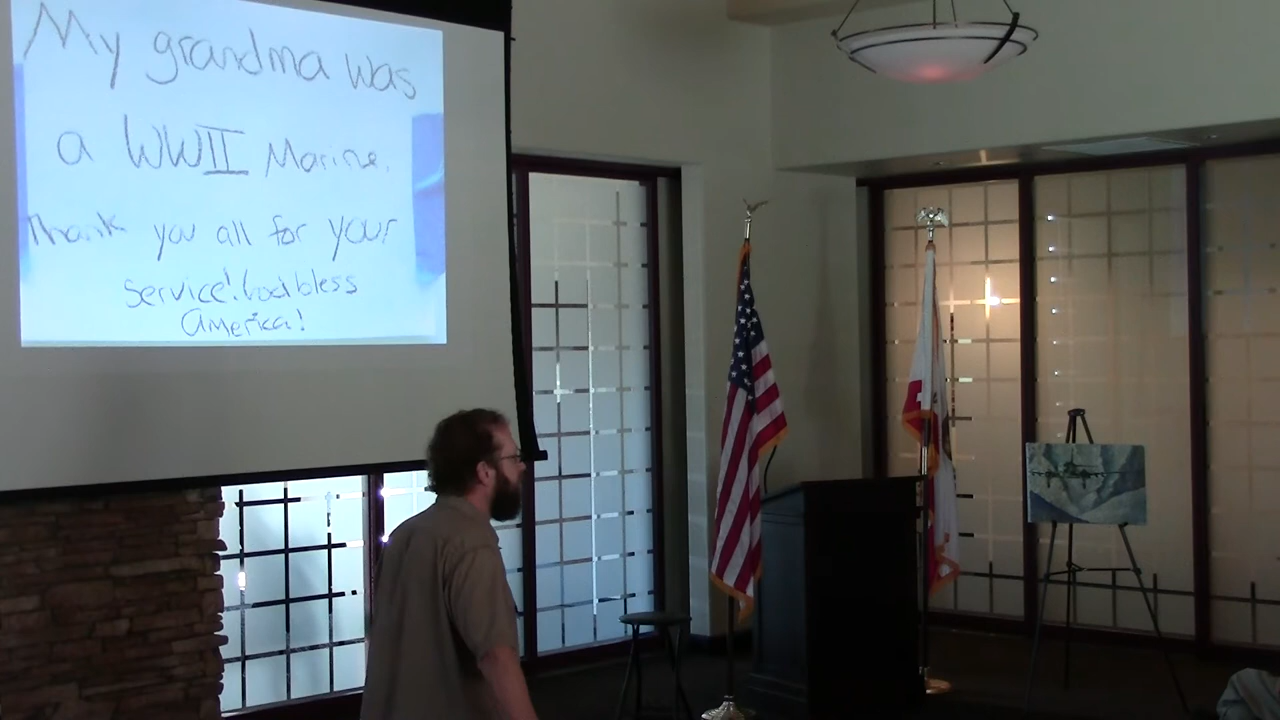 My grandma was
a WWII Marine.
Thank you all for your
service! God bless
America!